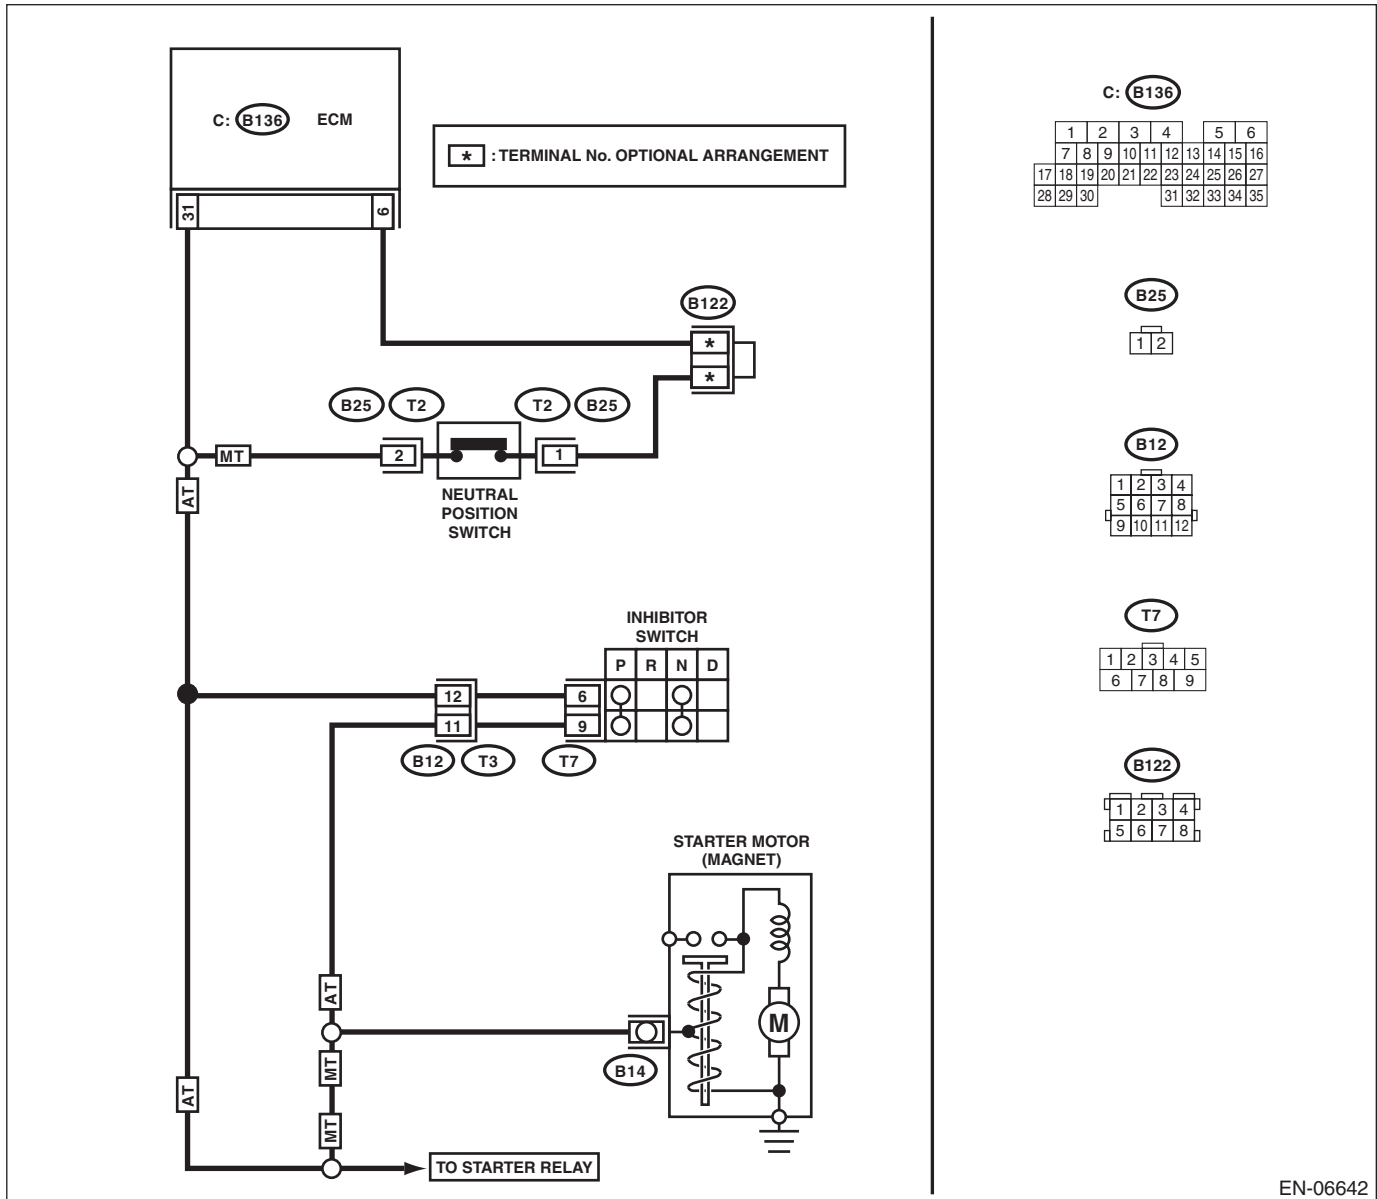 C: B136 ECM
31 6
* : TERMINAL No. OPTIONAL ARRANGEMENT
B122
*
*
B25 T2 T2 B25
MT 2 1
AT
NEUTRAL
POSITION
SWITCH
INHIBITOR
SWITCH
P R N D
12 6
11 9
B12 T3 T7
STARTER MOTOR
(MAGNET)
M
AT
B14
MT
AT
MT
TO STARTER RELAY
C: B136
1 2 3 4 5 6
7 8 9 10 11 12 13 14 15 16
17 18 19 20 21 22 23 24 25 26 27
28 29 30 31 32 33 34 35
B25
1 2
B12
1 2 3 4
5 6 7 8
9 10 11 12
T7
1 2 3 4 5
6 7 8 9
B122
1 2 3 4
5 6 7 8
EN-06642